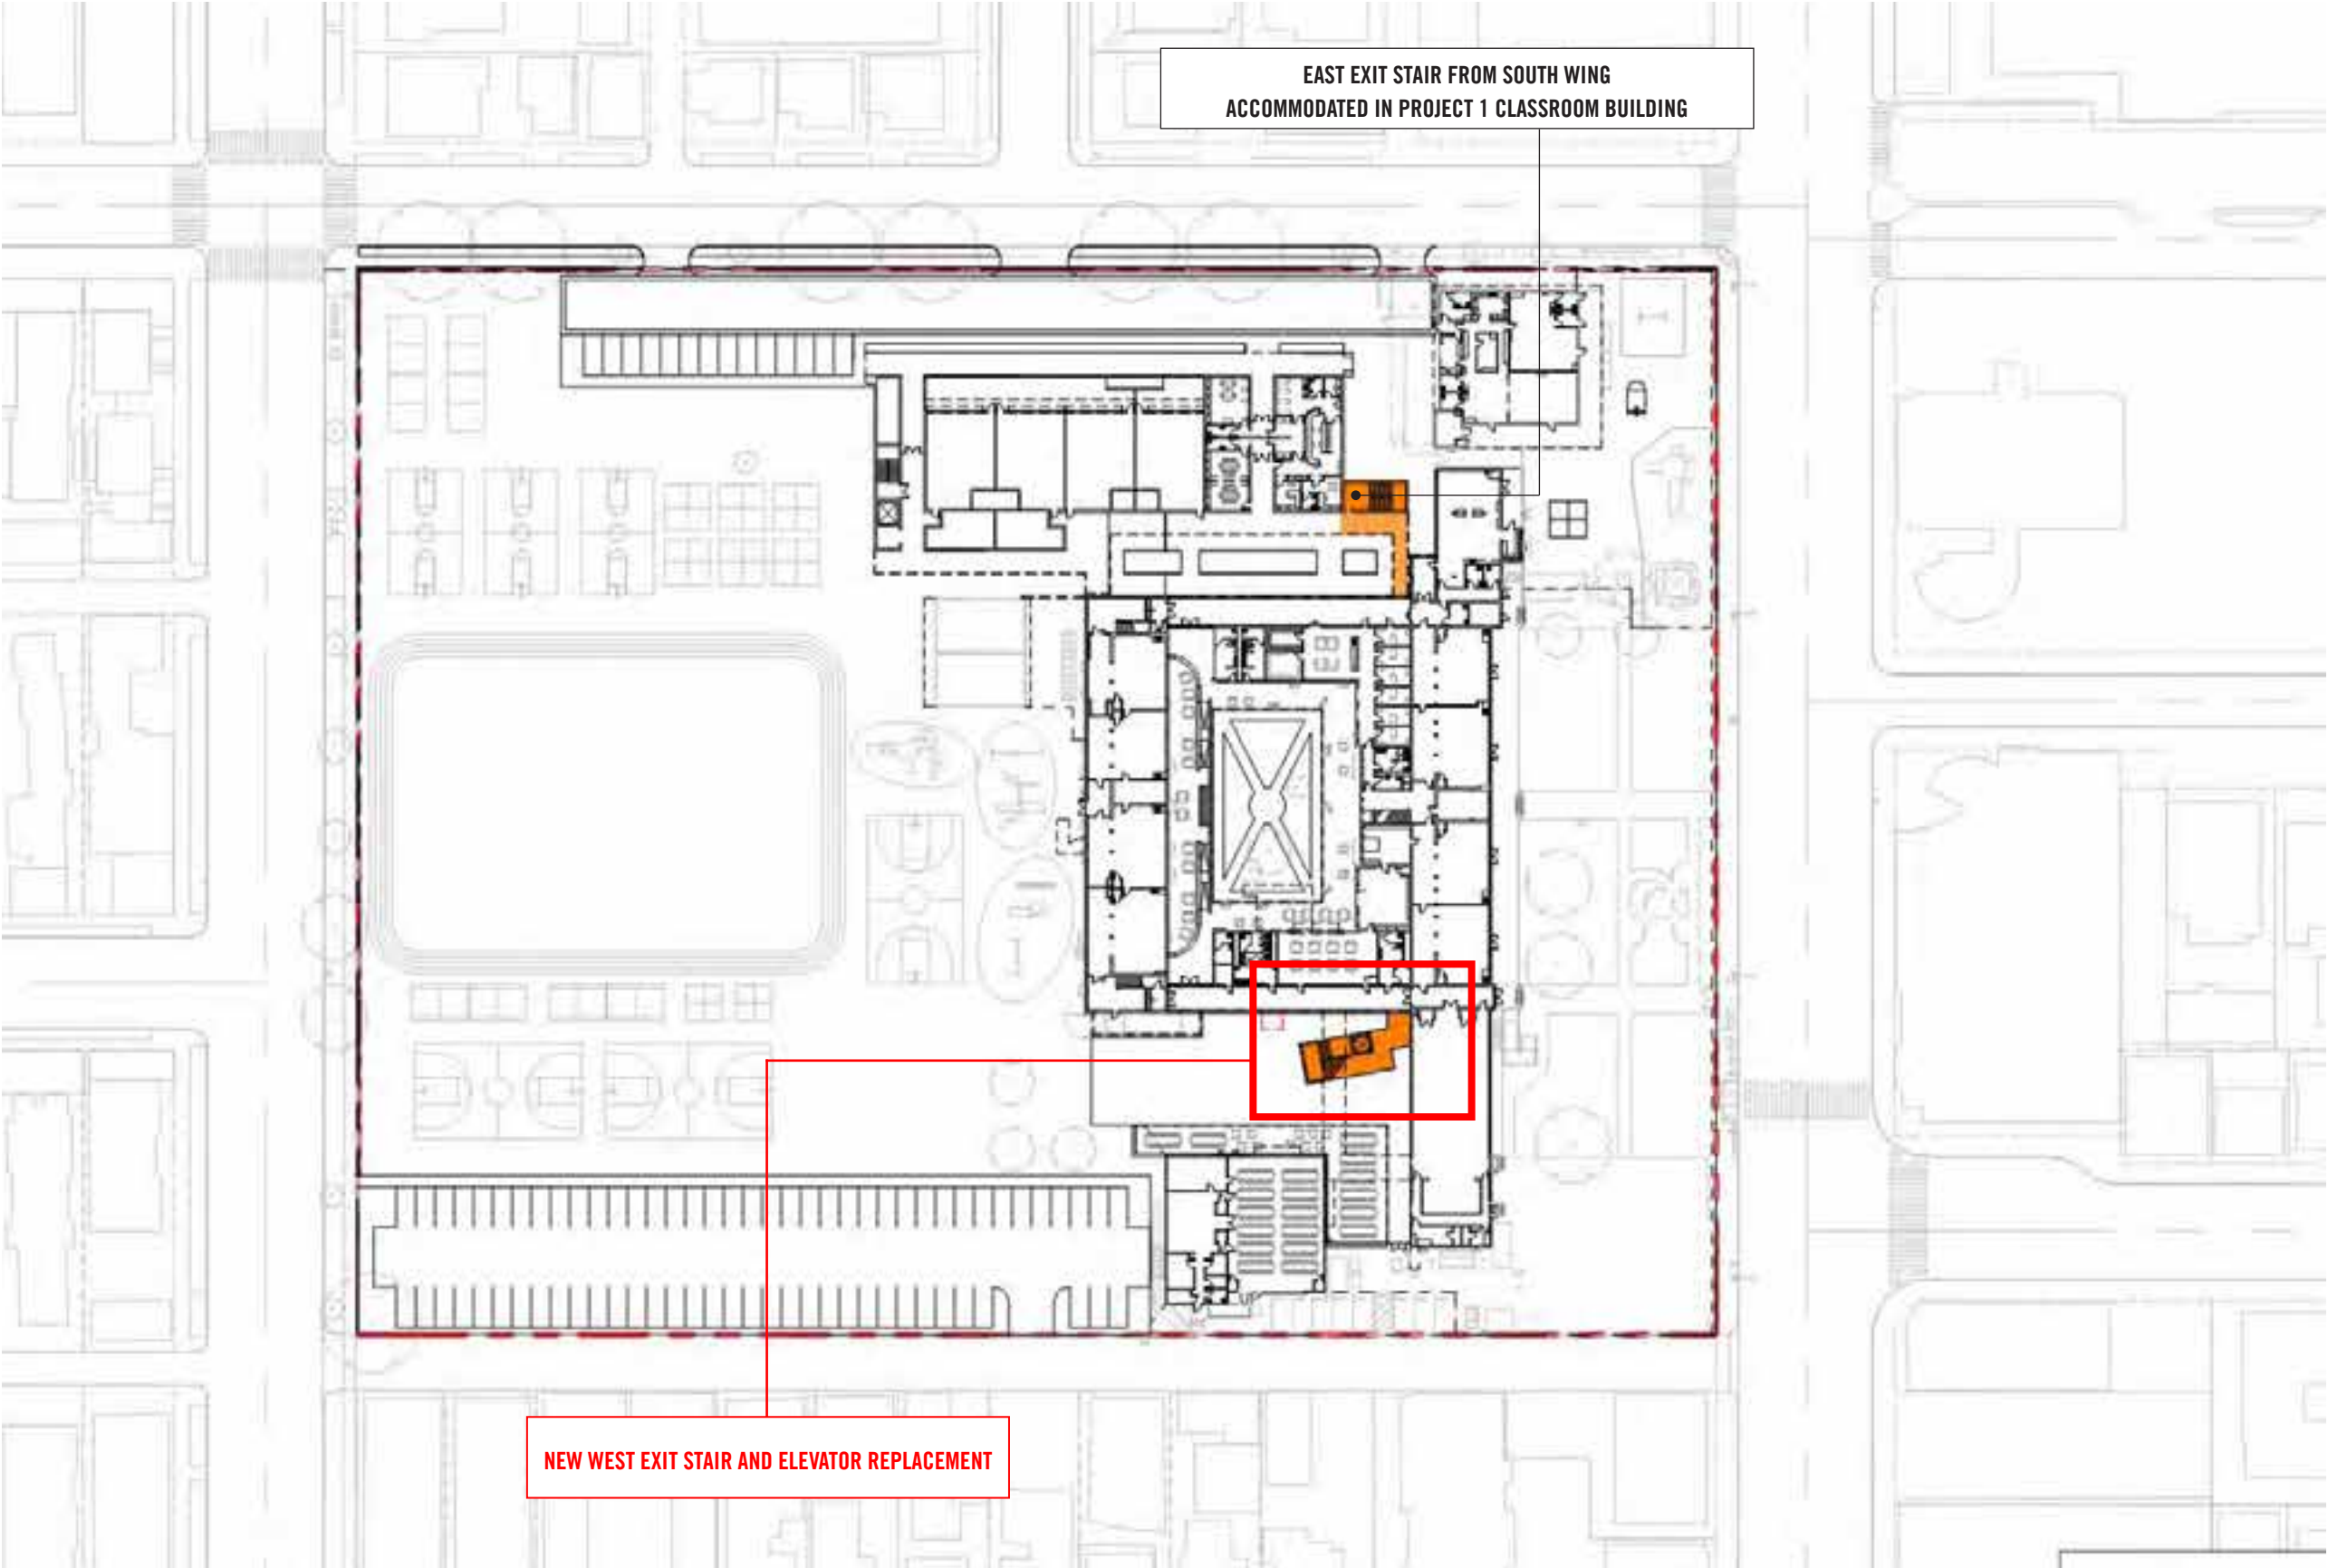 EAST EXIT STAIR FROM SOUTH WING
ACCOMMODATED IN PROJECT 1 CLASSROOM BUILDING
NEW WEST EXIT STAIR AND ELEVATOR REPLACEMENT